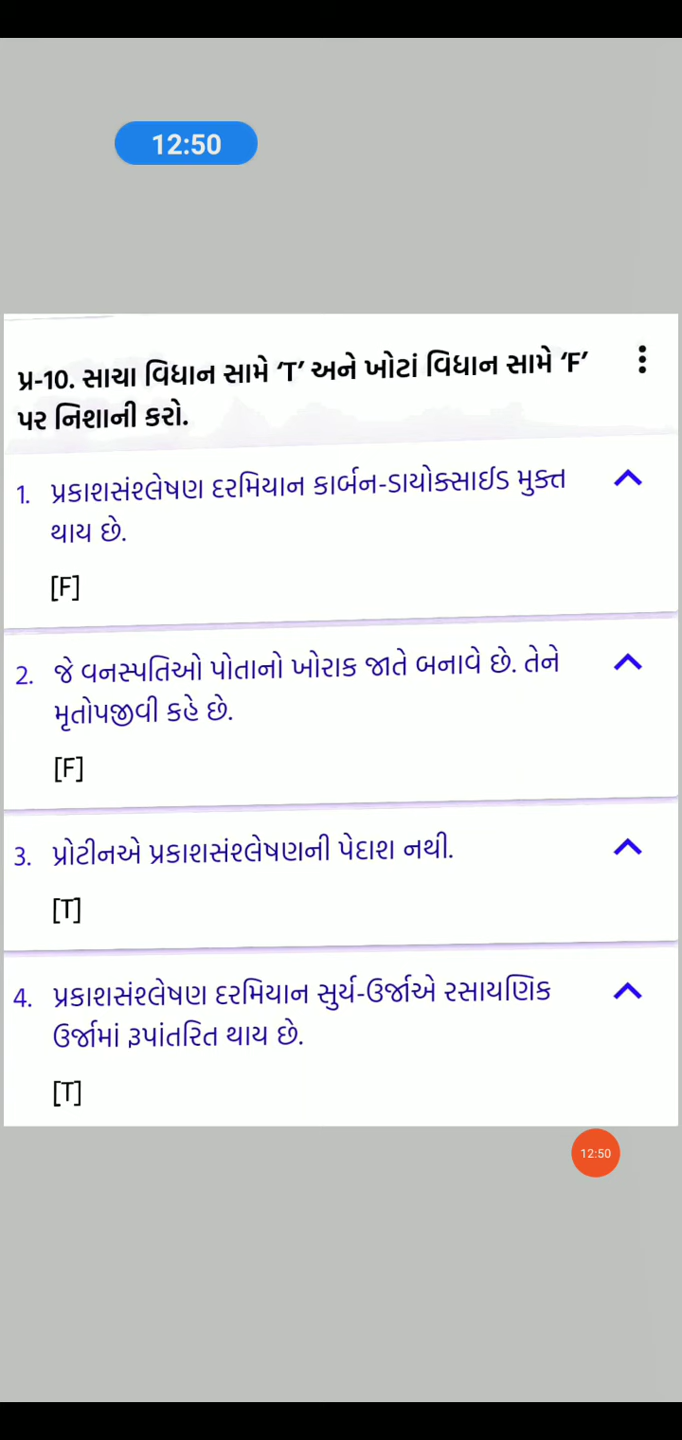 12:50
પ્ર-10. સાચા વિધાન સામે ‘T’ અને ખોટાં વિધાન સામે ‘F’
પર નિશાની કરો.
1. પ્રકાશસંશ્લેષણ દરમિયાન કાર્બન-ડાયોક્સાઈડ મુક્ત
થાય છે.
[F]
2. જે વનસ્પતિઓ પોતાનો ખોરાક જાતે બનાવે છે. તેને
મૃતોપજીવી કહે છે.
[F]
3. પ્રોટીનએ પ્રકાશસંશ્લેષણની પેદાશ નથી.
[T]
4. પ્રકાશસંશ્લેષણ દરમિયાન સુર્ય-ઉર્જાએ રસાયણિક
ઉર્જામાં રૂપાંતરિત થાય છે.
[T]
12:50